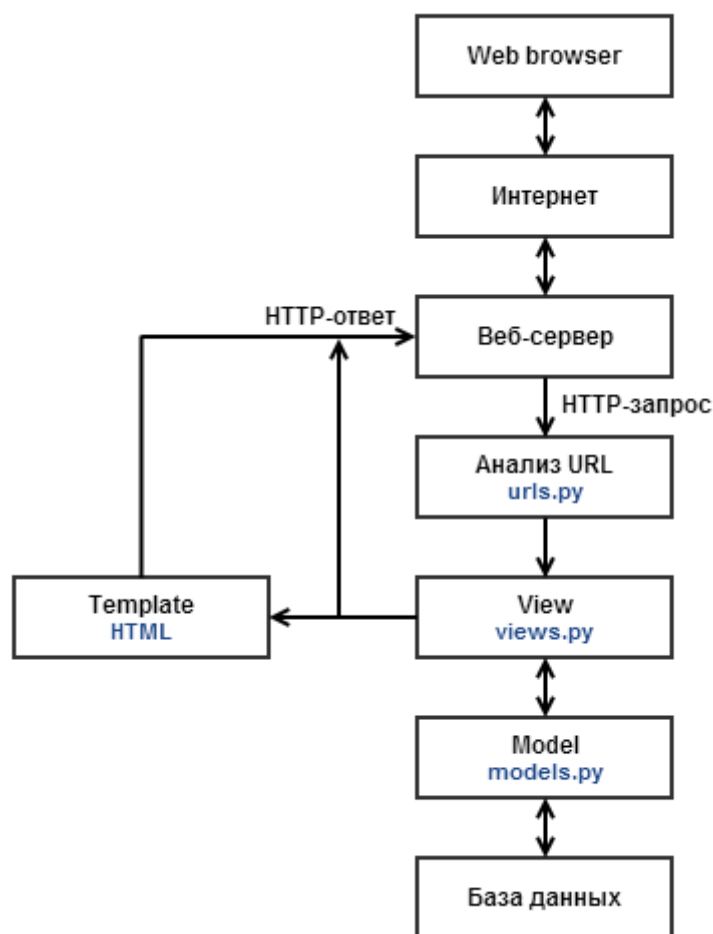 Web browser
Интернет
HTTP-ответ
Веб-сервер
HTTP-запрос
Анализ URL
urls.py
Template
HTML
View
views.py
Model
models.py
База данных